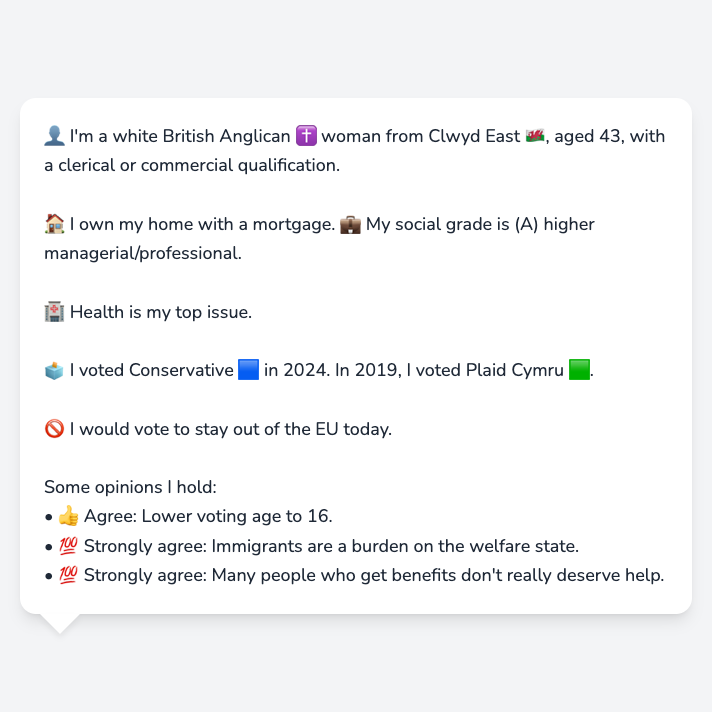 👤 I'm a white British Anglican ✝️ woman from Clwyd East 🏴󠁧󠁢󠁷󠁬󠁳󠁿, aged 43, with
a clerical or commercial qualification.
🏠 I own my home with a mortgage. 💼 My social grade is (A) higher
managerial/professional.
🏥 Health is my top issue.
🗳️ I voted Conservative 🟦 in 2024. In 2019, I voted Plaid Cymru 🟩.
🚫 I would vote to stay out of the EU today.
Some opinions I hold:
• 👍 Agree: Lower voting age to 16.
• 💯 Strongly agree: Immigrants are a burden on the welfare state.
• 💯 Strongly agree: Many people who get benefits don't really deserve help.